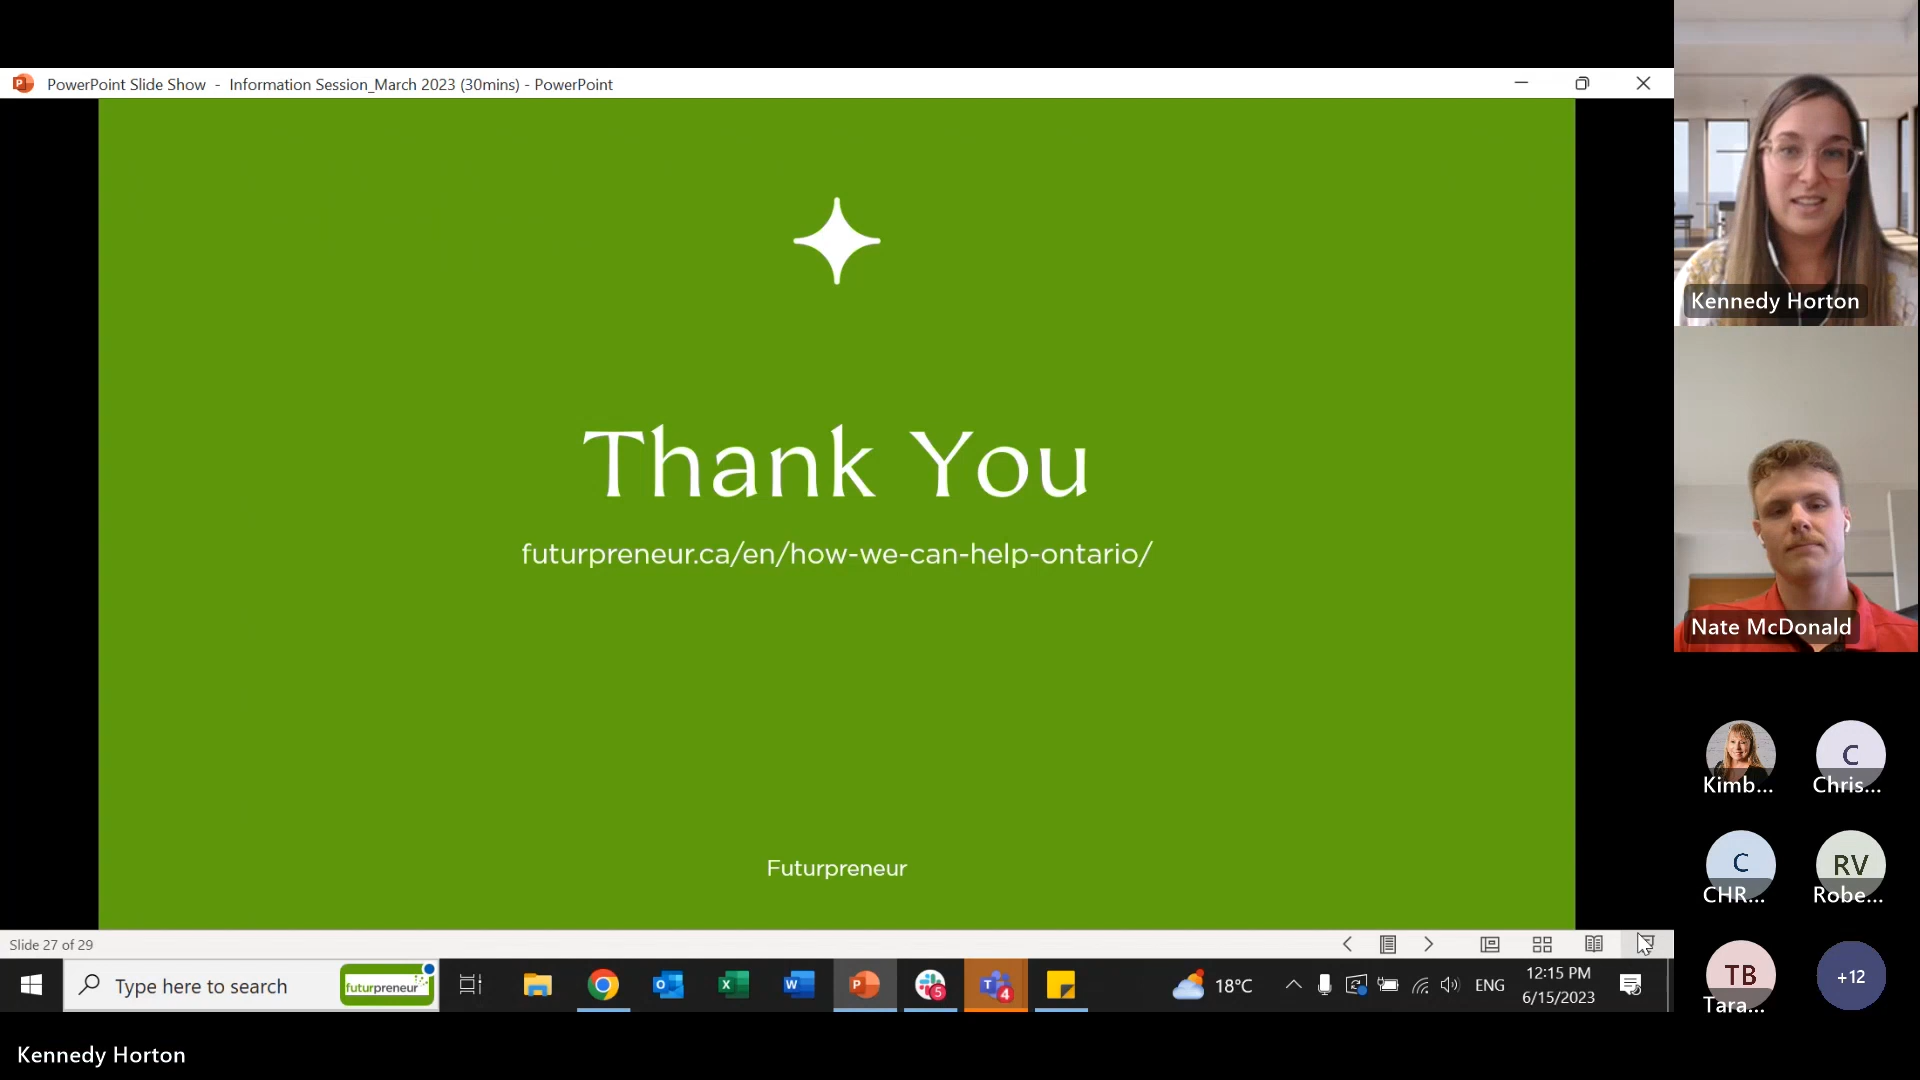 PowerPoint Slide Show - Information Session_March 2023 (30mins) - PowerPoint
Thank You
futurpreneur.ca/en/how-we-can-help-ontario/
Futurpreneur
Slide 27 of 29
Type here to search
futurpreneur
5
4
18°C
ENG
12:15 PM
6/15/2023
Kennedy Horton
Nate McDonald
Kimb...
C
Chris...
C
CHR...
RV
Robe...
TB
Tara...
+12
Kennedy Horton